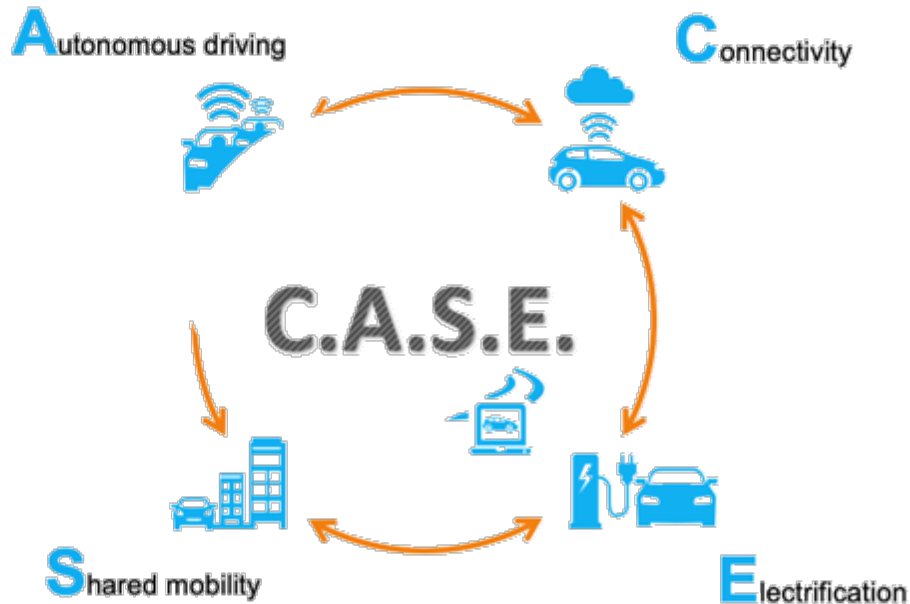 Autonomous driving
Connectivity
C.A.S.E.
Shared mobility
Electrification